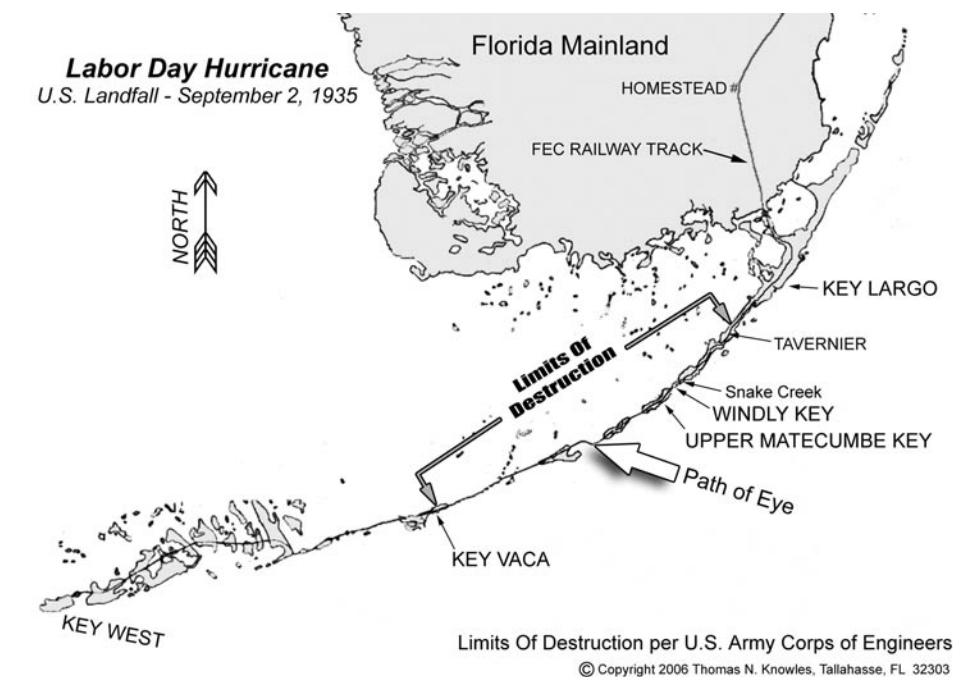 Florida Mainland
Labor Day Hurricane
U.S. Landfall - September 2, 1935
HOMESTEAD#
FEC RAILWAY TRACK
NORTH
KEY LARGO
TAVERNIER
Limits Of
Destruction
Snake Creek
WINDLY KEY
UPPER MATECUMBE KEY
Path of Eye
KEY VACA
KEY WEST
Limits Of Destruction per U.S. Army Corps of Engineers
© Copyright 2006 Thomas N. Knowles, Tallahasse, FL 32303